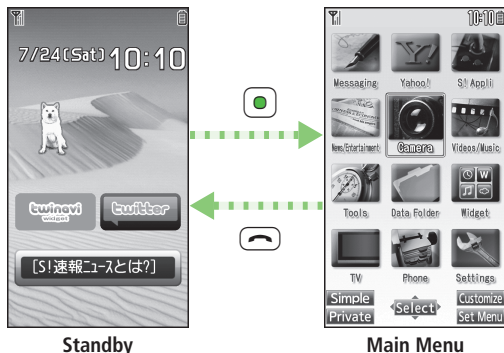 7/24(Sat) 10:10
twinavi
widget
twitter
[S!速報ニュースとは?]
Standby
10:10
Messaging Yahoo! S! Appli
News/Entertainment Camera Videos/Music
Tools Data Folder Widget
TV Phone Settings
Simple Select Customize
Private Set Menu
Main Menu